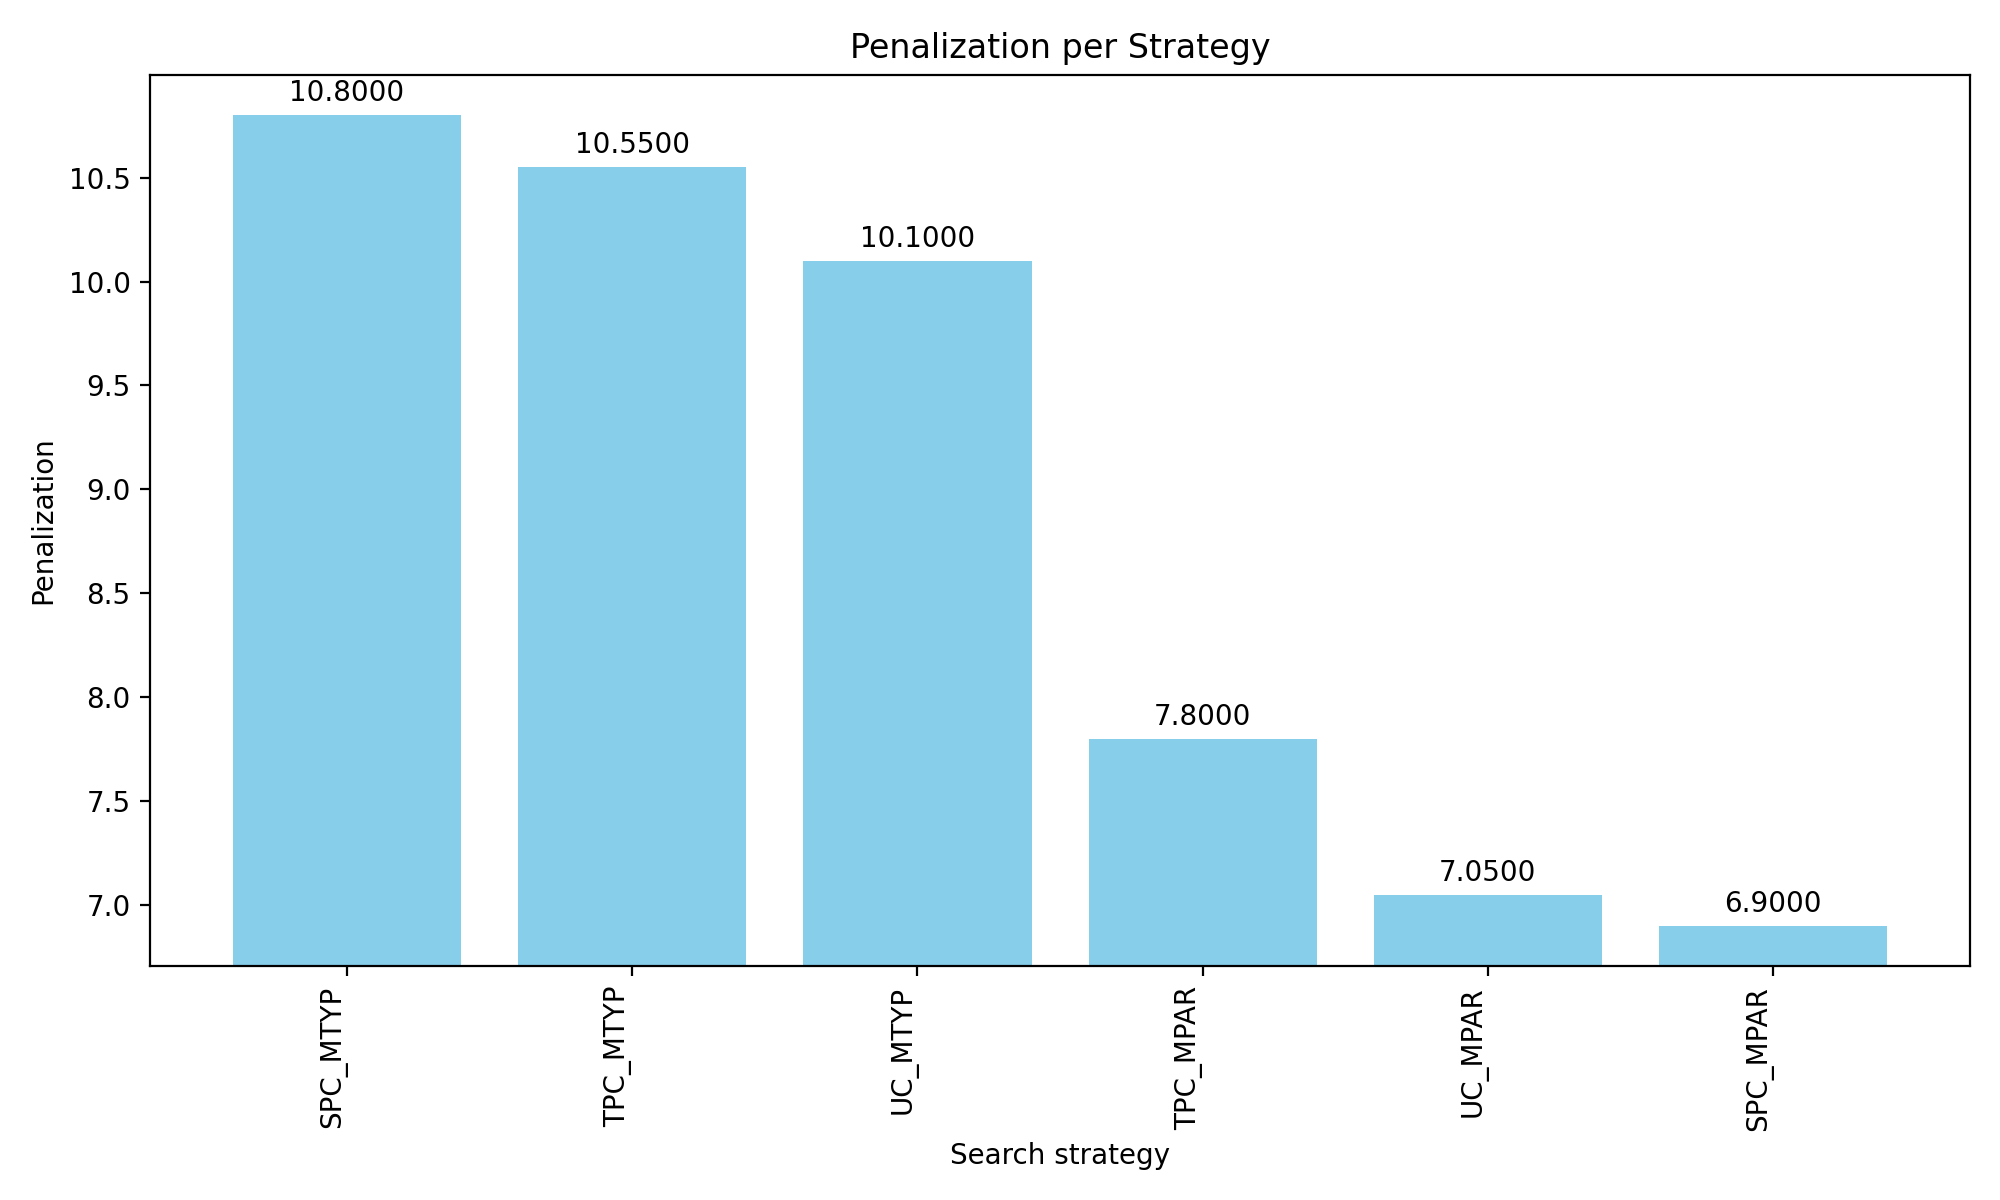 Penalization per Strategy
10.8000
10.5500
10.1000
7.8000
7.0500
6.9000
10.5
10.0
9.5
9.0
8.5
8.0
7.5
7.0
Penalization
SPC_MTYP
TPC_MTYP
UC_MTYP
TPC_MPAR
UC_MPAR
SPC_MPAR
Search strategy